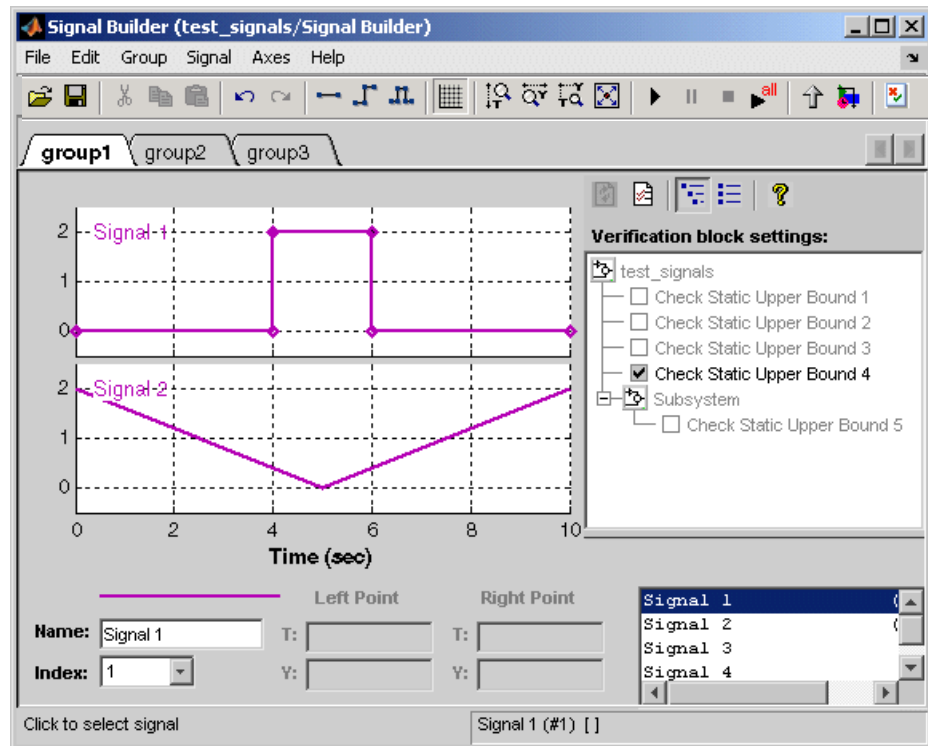 Signal Builder (test_signals/Signal Builder)
File Edit Group Signal Axes Help
all
group1 group2 group3
Verification block settings:
2 Signal 1
1
0
test_signals
Check Static Upper Bound 1
Check Static Upper Bound 2
Check Static Upper Bound 3
Check Static Upper Bound 4
Subsystem
Check Static Upper Bound 5
2 Signal 2
1
0
0 2 4 6 8 10
Time (sec)
Left Point Right Point
Name: Signal 1 T: T:
Index: 1 Y: Y:
Signal 1 (
Signal 2 (
Signal 3
Signal 4
Click to select signal Signal 1 (#1) [ ]